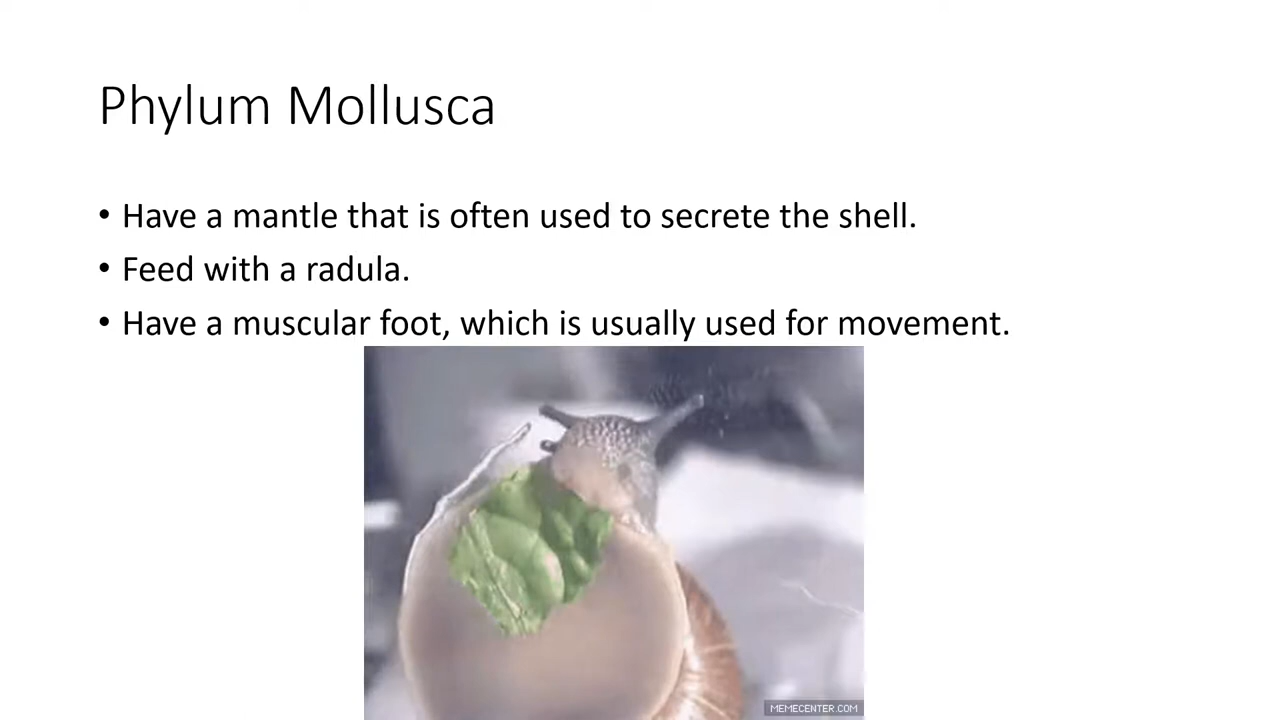 Phylum Mollusca
• Have a mantle that is often used to secrete the shell.
• Feed with a radula.
• Have a muscular foot, which is usually used for movement.
MEMECENTER.COM